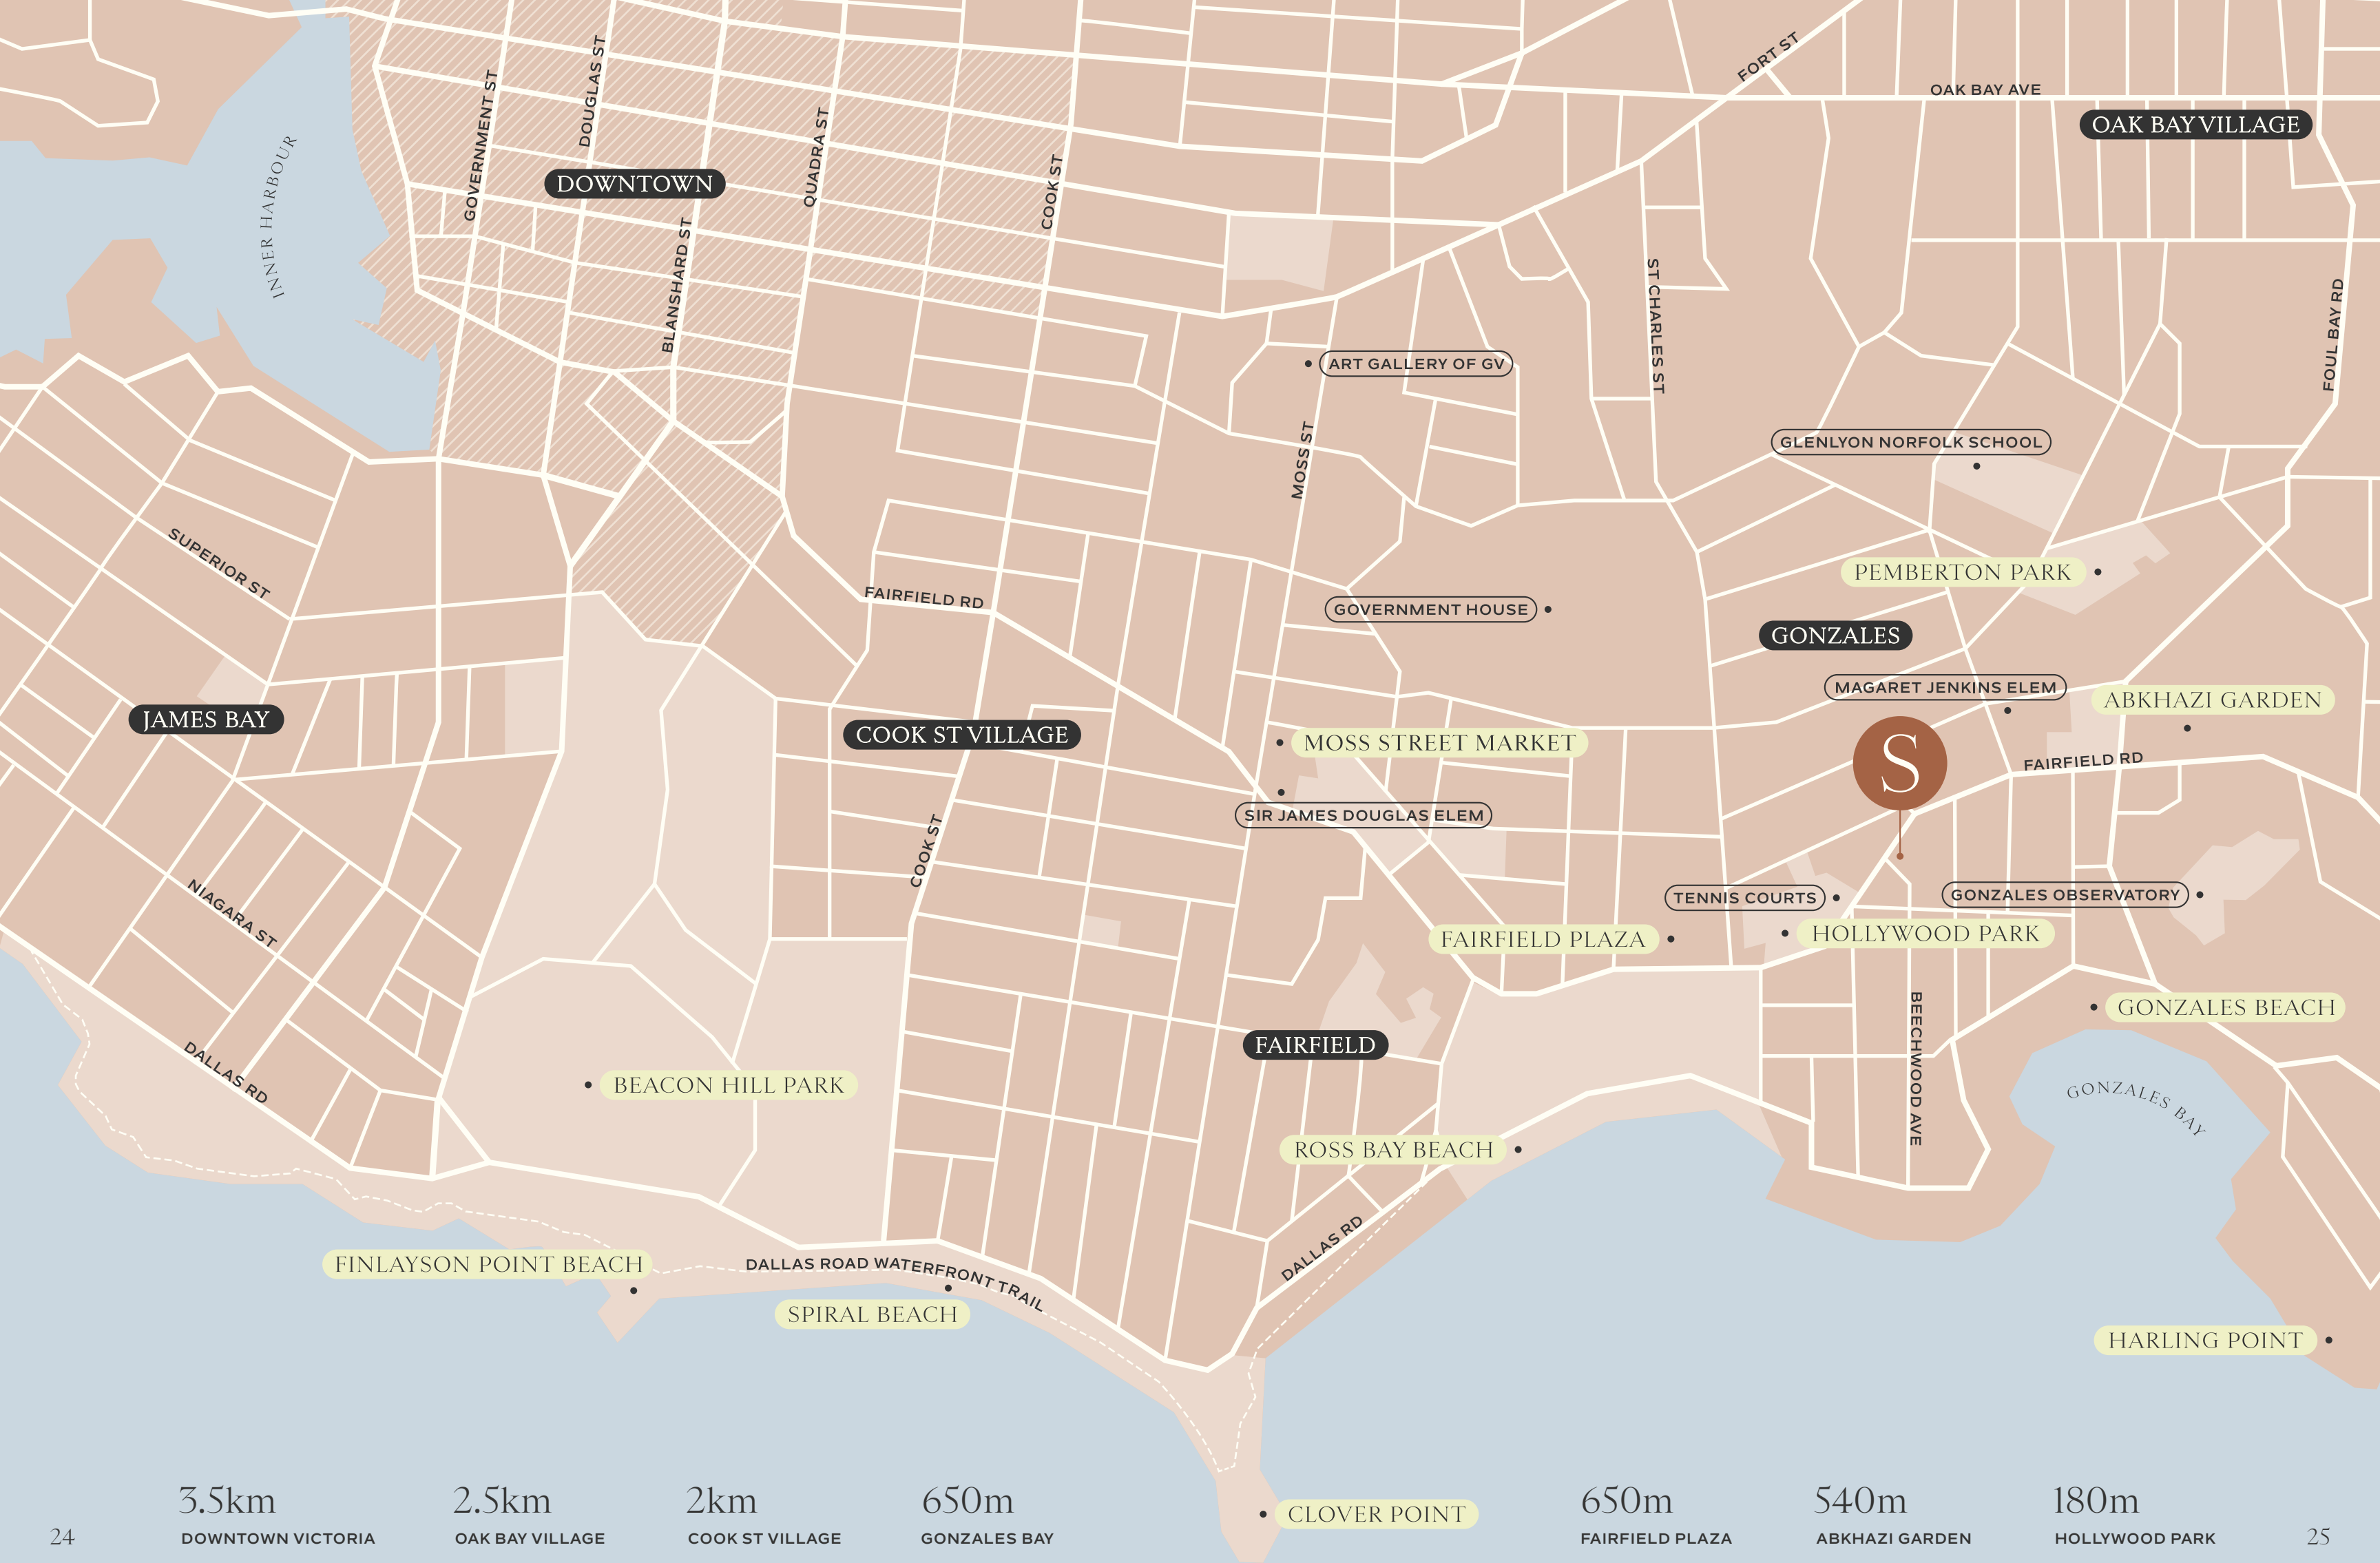 FORT ST
OAK BAY AVE
OAK BAY VILLAGE
GOVERNMENT ST
DOUGLAS ST
DOWNTOWN
QUADRA ST
COOK ST
INNER HARBOUR
BLANSHARD ST
ST CHARLES ST
FOUL BAY RD
ART GALLERY OF GV
MOSS ST
GLENLYON NORFOLK SCHOOL
SUPERIOR ST
PEMBERTON PARK
FAIRFIELD RD
GOVERNMENT HOUSE
GONZALES
MAGARET JENKINS ELEM
ABKHAZI GARDEN
JAMES BAY
COOK ST VILLAGE
MOSS STREET MARKET
S
FAIRFIELD RD
SIR JAMES DOUGLAS ELEM
COOK ST
NIAGARA ST
TENNIS COURTS
GONZALES OBSERVATORY
FAIRFIELD PLAZA
HOLLYWOOD PARK
GONZALES BEACH
FAIRFIELD
BEECHWOOD AVE
DALLAS RD
BEACON HILL PARK
GONZALES BAY
ROSS BAY BEACH
DALLAS RD
FINLAYSON POINT BEACH
DALLAS ROAD WATERFRONT TRAIL
SPIRAL BEACH
HARLING POINT
CLOVER POINT
24
3.5km
DOWNTOWN VICTORIA
2.5km
OAK BAY VILLAGE
2km
COOK ST VILLAGE
650m
GONZALES BAY
650m
FAIRFIELD PLAZA
540m
ABKHAZI GARDEN
180m
HOLLYWOOD PARK
25